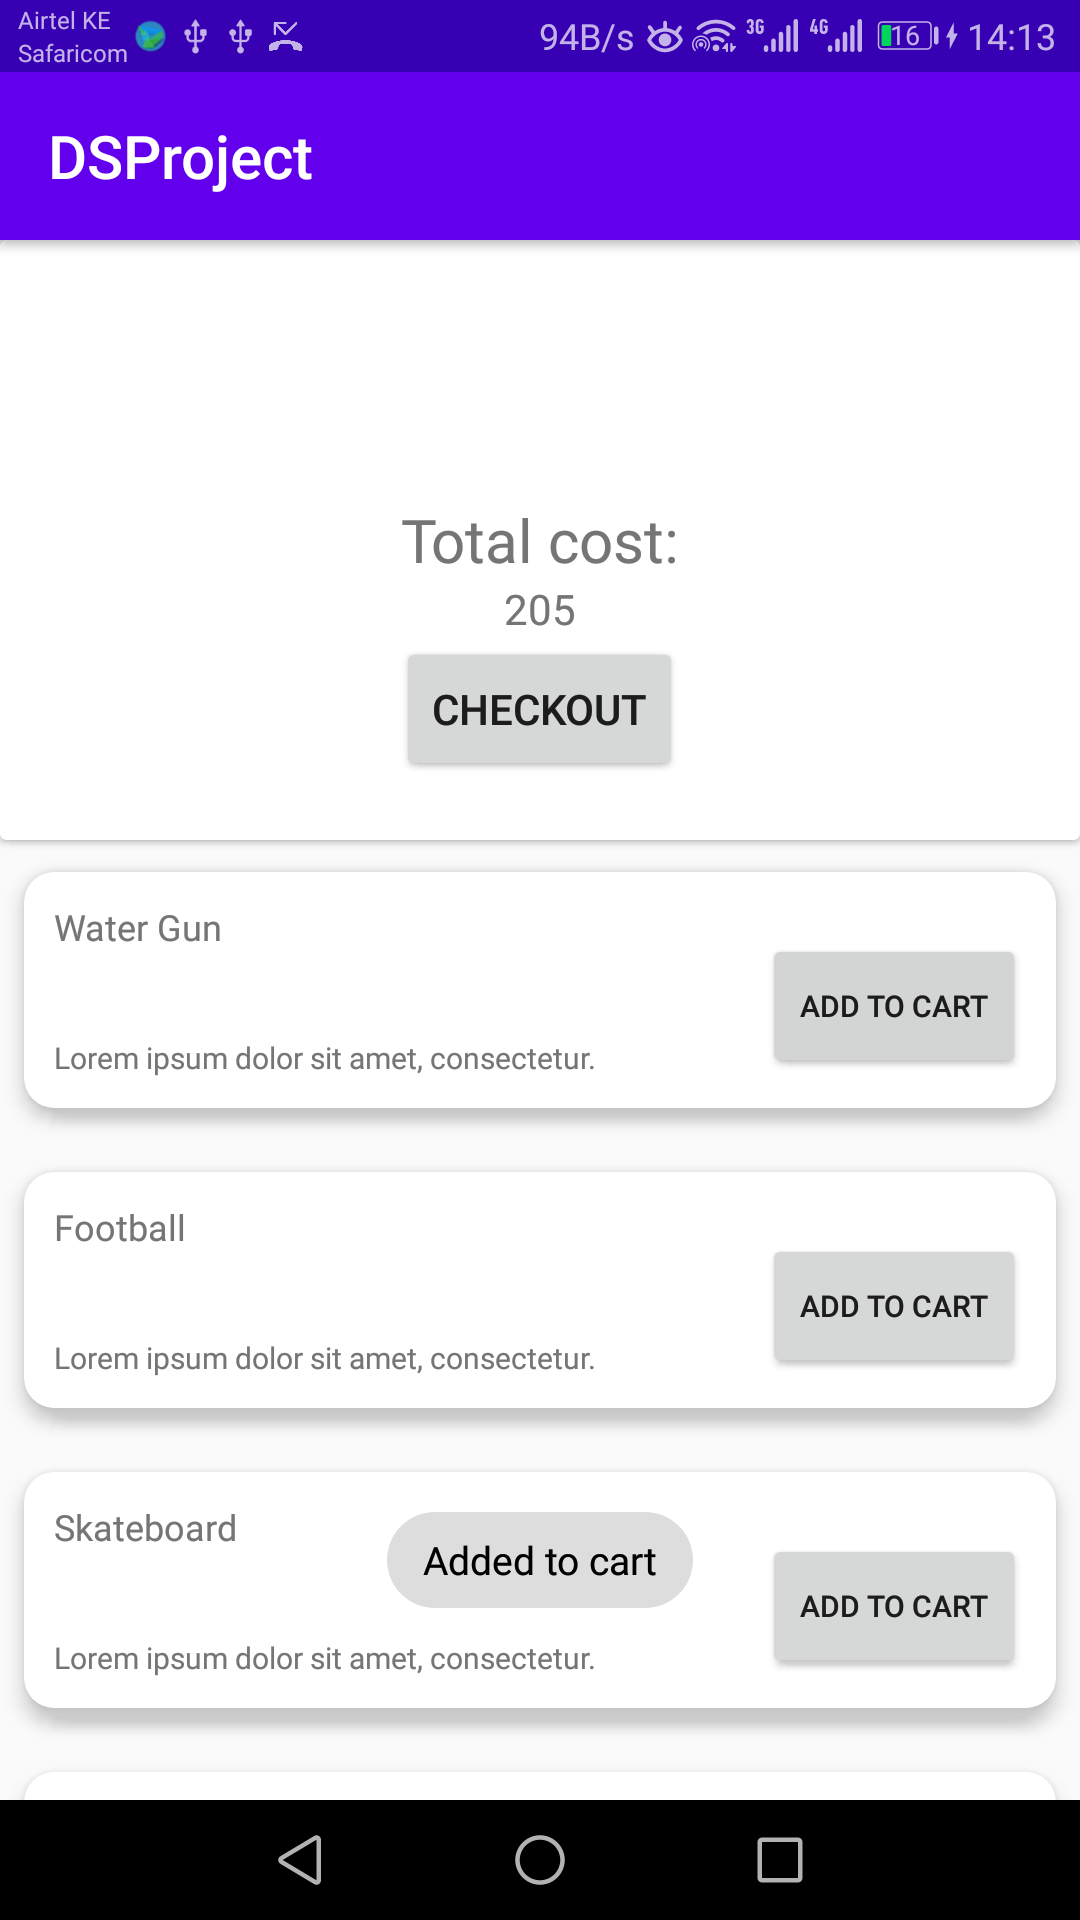 Airtel KE
Safaricom
94B/s 3G 4G 16 14:13
DSProject
Total cost:
205
CHECKOUT
Water Gun
ADD TO CART
Lorem ipsum dolor sit amet, consectetur.
Football
ADD TO CART
Lorem ipsum dolor sit amet, consectetur.
Skateboard
Added to cart
ADD TO CART
Lorem ipsum dolor sit amet, consectetur.